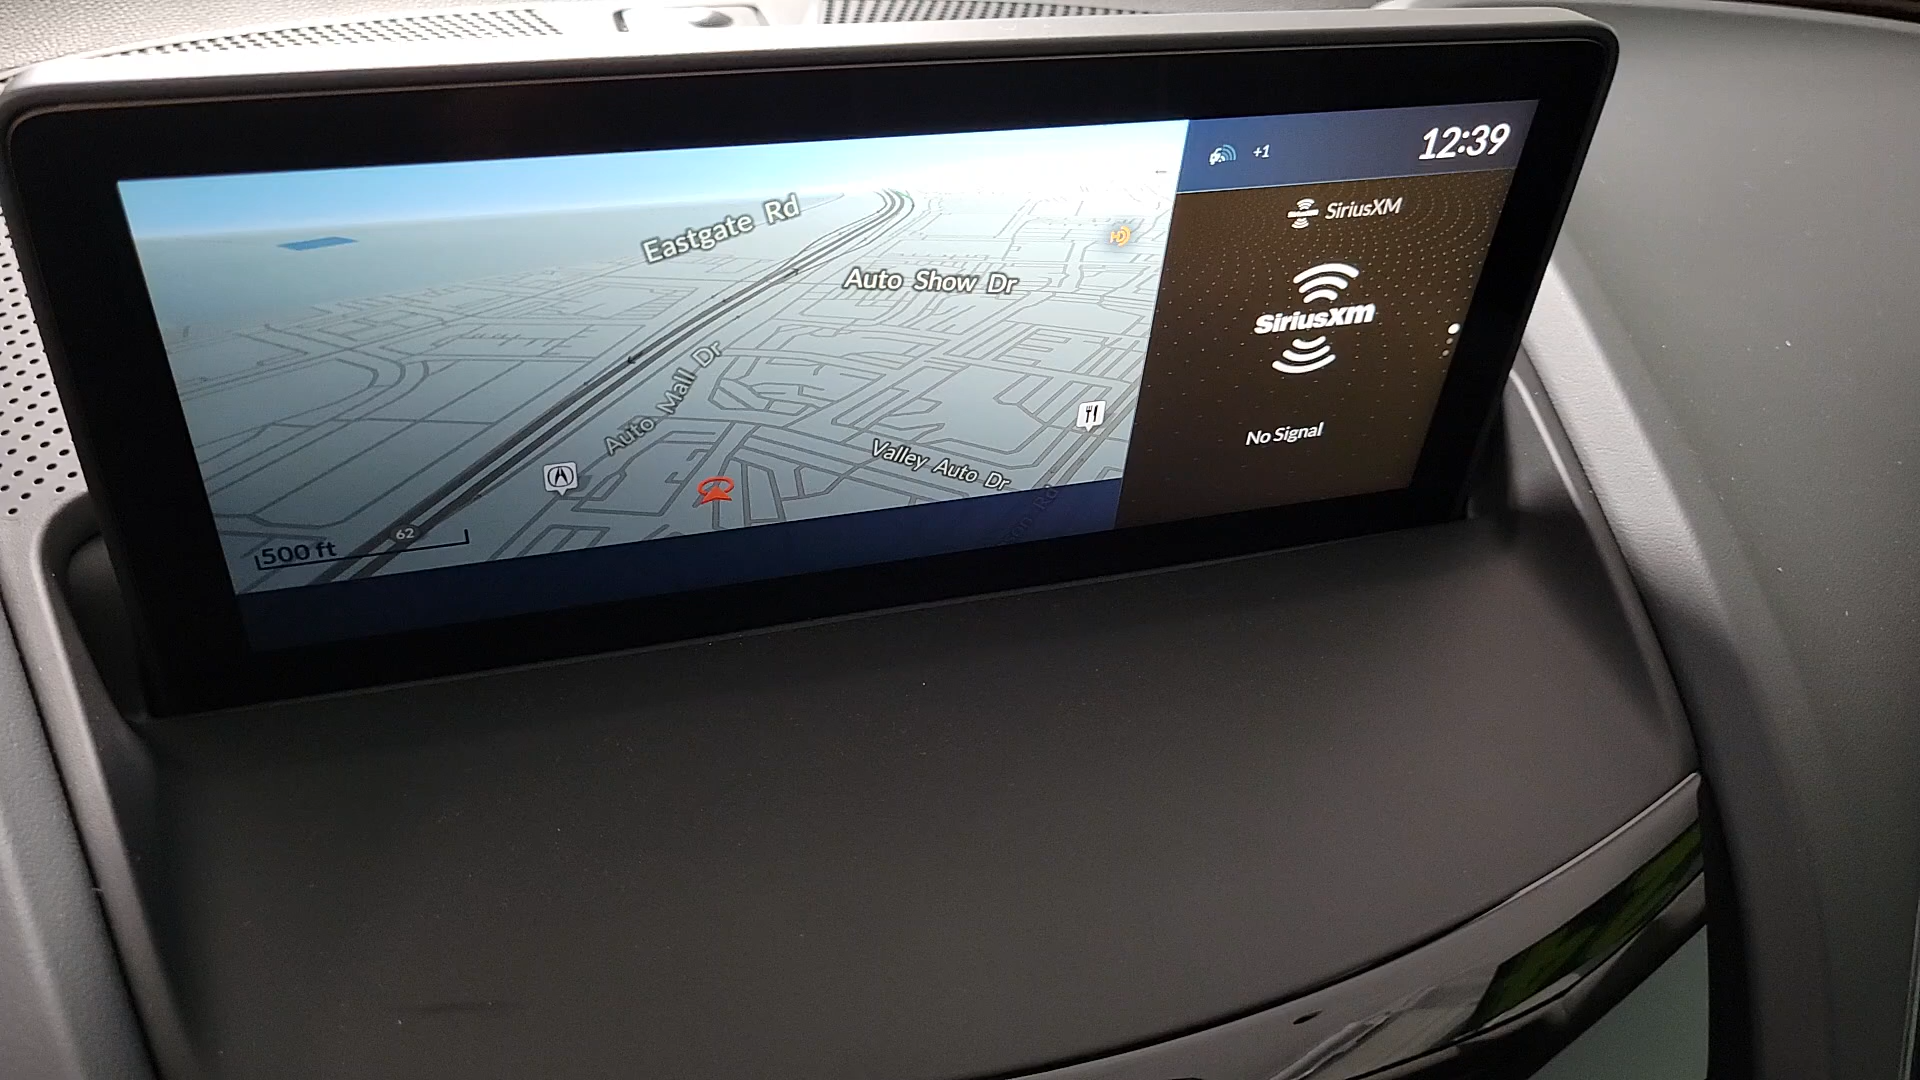 12:39
+1
SiriusXM
SiriusXM
No Signal
Eastgate Rd
Auto Show Dr
Auto Mall Dr
Valley Auto Dr
62
500 ft